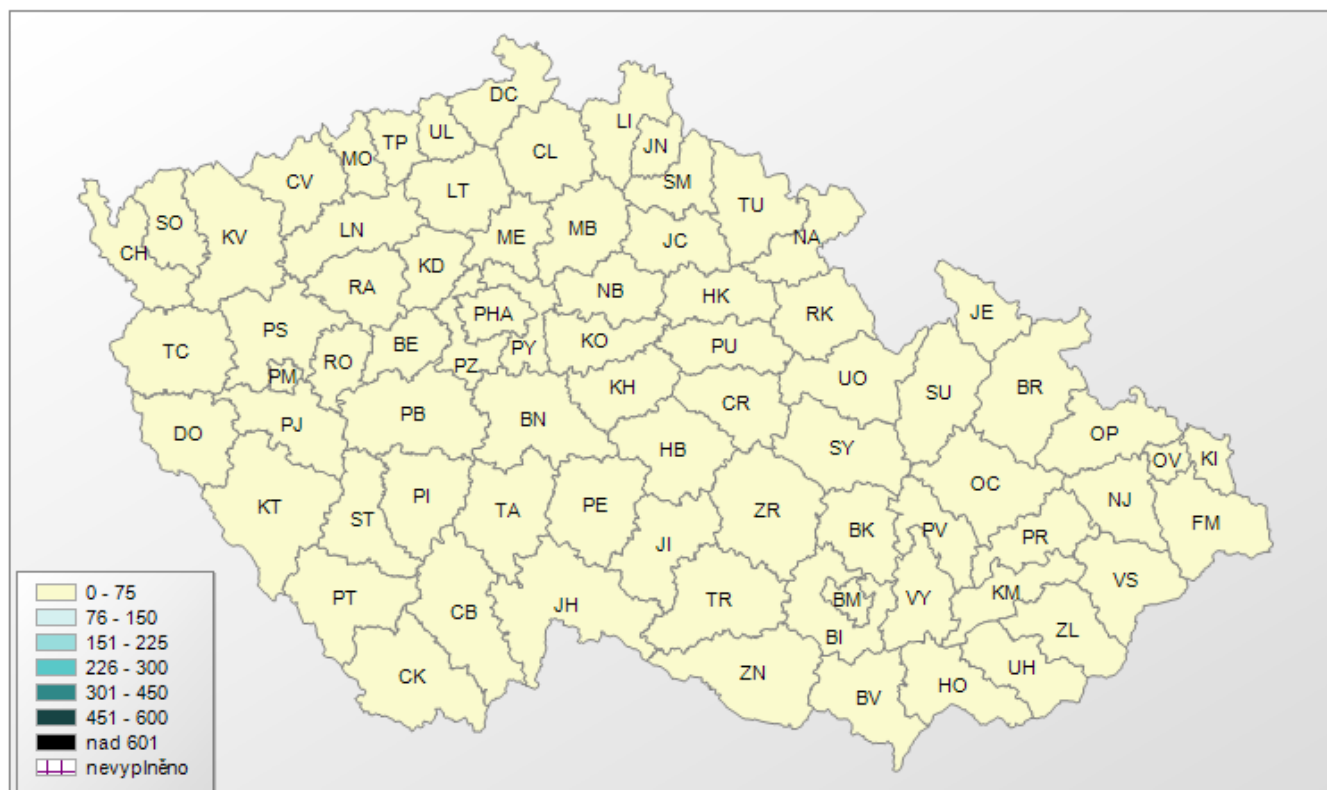 DC
LI
UL
TP
JN
MO
CL
CV
SM
LT
TU
SO
KV
LN
ME
MB
JC
NA
CH
KD
RA
NB
HK
PHA
RK
JE
PS
TC
RO
BE
PY
KO
PU
PZ
PM
UO
KH
BR
SU
CR
PB
BN
PJ
DO
OP
HB
SY
OV
KI
OC
PI
PE
KT
TA
ZR
NJ
ST
BK
PV
FM
PR
JI
VS
0 - 75
PT
CB
JH
TR
BM
VY
KM
76 - 150
151 - 225
BI
ZL
226 - 300
CK
ZN
UH
HO
301 - 450
BV
451 - 600
nad 601
nevyplněno